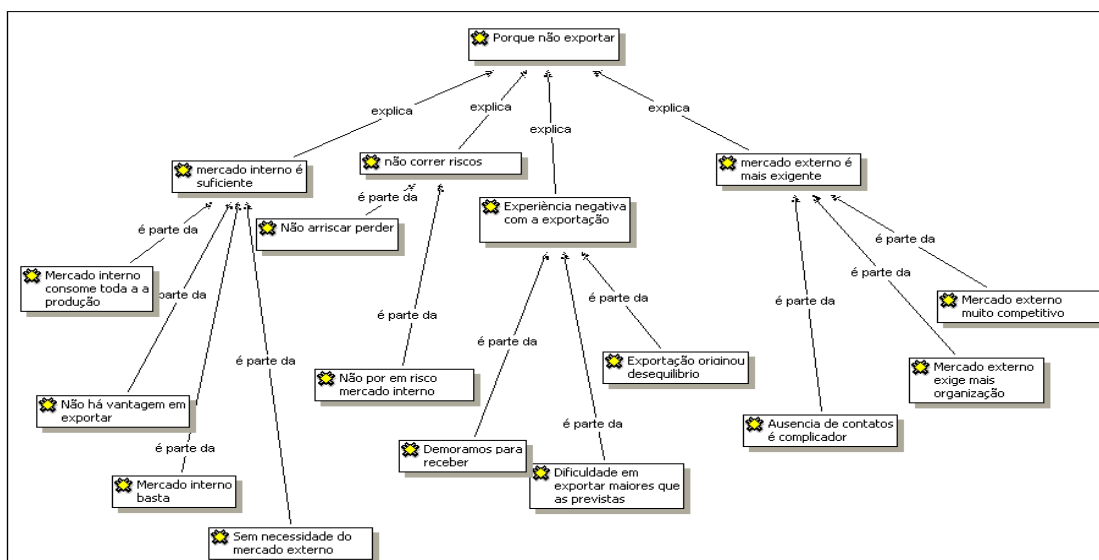 Porque não exportar
explica
explica
explica
explica
mercado interno é
suficiente
não correr riscos
mercado externo é
mais exigente
é parte da
Não arriscar perder
Experiència negativa
com a exportação
é parte da
é parte da
Mercado interno
consome toda a a
produção
parte da
é parte da
é parte da
Mercado externo
muito competitivo
é parte da
é parte da
é parte da
é parte da
é parte da
Exportação originou
desequilibrio
Não por em risco
mercado interno
Mercado externo
exige mais
organização
Não há vantagem em
exportar
Ausencia de contatos
é complicador
é parte da
é parte da
Demoramos para
receber
Dificuldade em
exportar maiores que
as previstas
Mercado interno
basta
Sem necessidade do
mercado externo